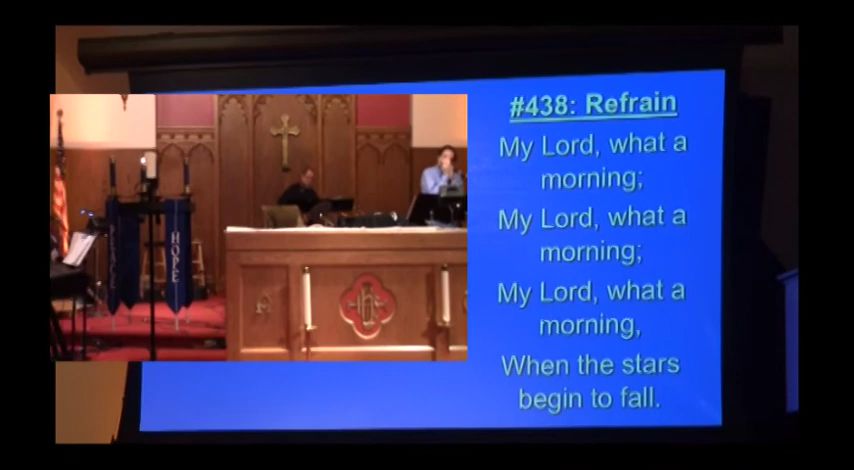 #438: Refrain
My Lord, what a
morning;
My Lord, what a
morning;
My Lord, what a
morning,
When the stars
begin to fall.
PEACE
HOPE